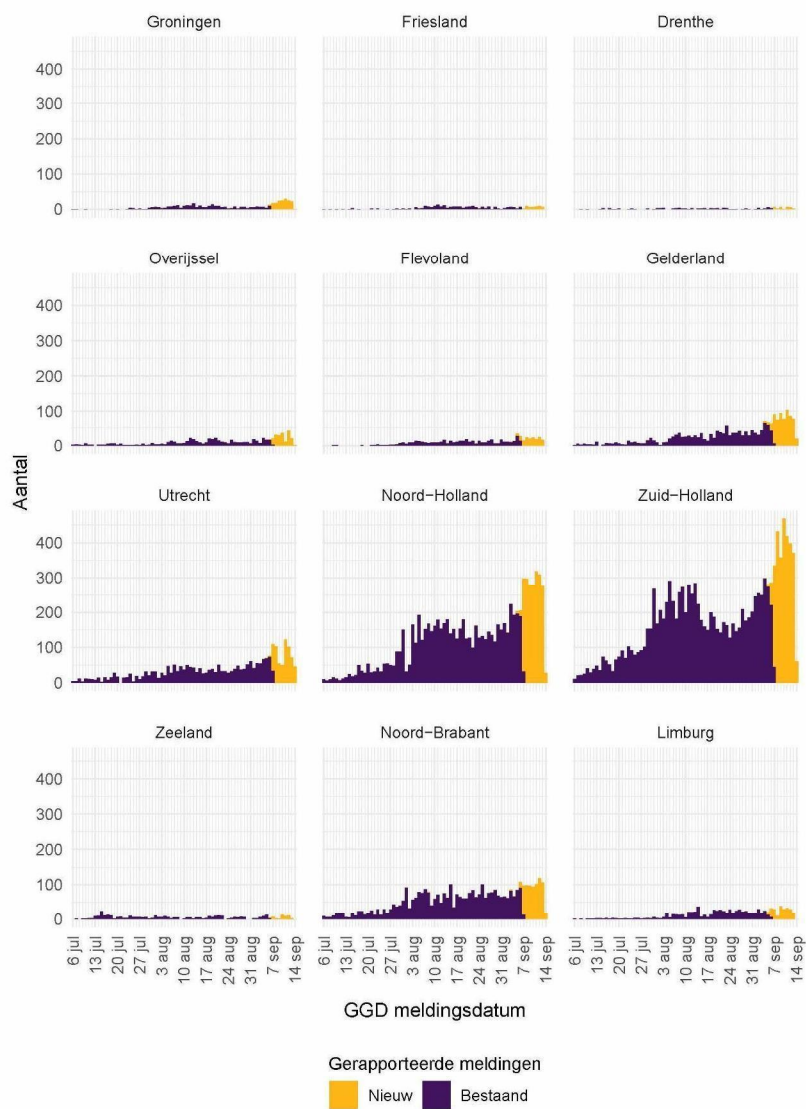 Groningen Friesland Drenthe
400
300
200
100
0
Overijssel Flevoland Gelderland
400
300
200
100
0
Aantal
Utrecht Noord-Holland Zuid-Holland
400
300
200
100
0
Zeeland Noord-Brabant Limburg
400
300
200
100
0
6 jul 13 jul 20 jul 27 jul 3 aug 10 aug 17 aug 24 aug 31 aug 7 sep 14 sep 6 jul 13 jul 20 jul 27 jul 3 aug 10 aug 17 aug 24 aug 31 aug 7 sep 14 sep 6 jul 13 jul 20 jul 27 jul 3 aug 10 aug 17 aug 24 aug 31 aug 7 sep 14 sep
GGD meldingsdatum
Gerapporteerde meldingen
Nieuw Bestaand